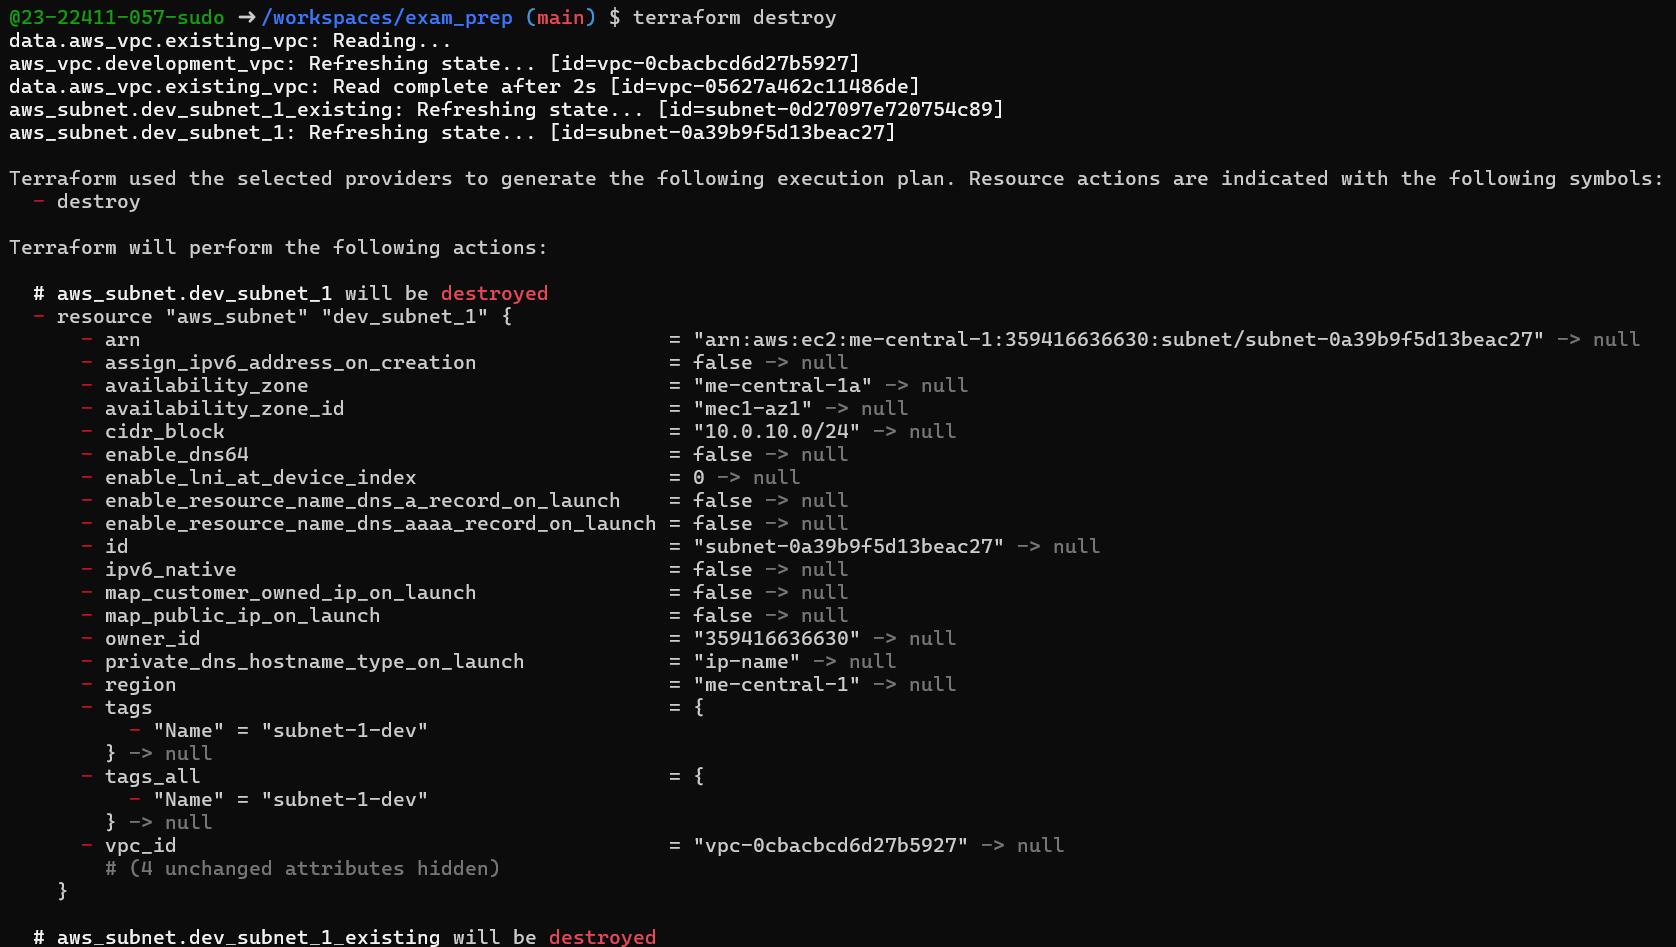 @23-22411-057-sudo ➜ /workspaces/exam_prep (main) $ terraform destroy
data.aws_vpc.existing_vpc: Reading...
aws_vpc.development_vpc: Refreshing state... [id=vpc-0cbacbcd6d27b5927]
data.aws_vpc.existing_vpc: Read complete after 2s [id=vpc-05627a462c11486de]
aws_subnet.dev_subnet_1_existing: Refreshing state... [id=subnet-0d27097e720754c89]
aws_subnet.dev_subnet_1: Refreshing state... [id=subnet-0a39b9f5d13beac27]

Terraform used the selected providers to generate the following execution plan. Resource actions are indicated with the following symbols:
  - destroy

Terraform will perform the following actions:

  # aws_subnet.dev_subnet_1 will be destroyed
  - resource "aws_subnet" "dev_subnet_1" {
      - arn                                            = "arn:aws:ec2:me-central-1:359416636630:subnet/subnet-0a39b9f5d13beac27" -> null
      - assign_ipv6_address_on_creation                = false -> null
      - availability_zone                              = "me-central-1a" -> null
      - availability_zone_id                           = "mec1-az1" -> null
      - cidr_block                                     = "10.0.10.0/24" -> null
      - enable_dns64                                   = false -> null
      - enable_lni_at_device_index                     = 0 -> null
      - enable_resource_name_dns_a_record_on_launch    = false -> null
      - enable_resource_name_dns_aaaa_record_on_launch = false -> null
      - id                                             = "subnet-0a39b9f5d13beac27" -> null
      - ipv6_native                                    = false -> null
      - map_customer_owned_ip_on_launch                = false -> null
      - map_public_ip_on_launch                        = false -> null
      - owner_id                                       = "359416636630" -> null
      - private_dns_hostname_type_on_launch            = "ip-name" -> null
      - region                                         = "me-central-1" -> null
      - tags                                           = {
          - "Name" = "subnet-1-dev"
        } -> null
      - tags_all                                       = {
          - "Name" = "subnet-1-dev"
        } -> null
      - vpc_id                                         = "vpc-0cbacbcd6d27b5927" -> null
        # (4 unchanged attributes hidden)
    }

  # aws_subnet.dev_subnet_1_existing will be destroyed